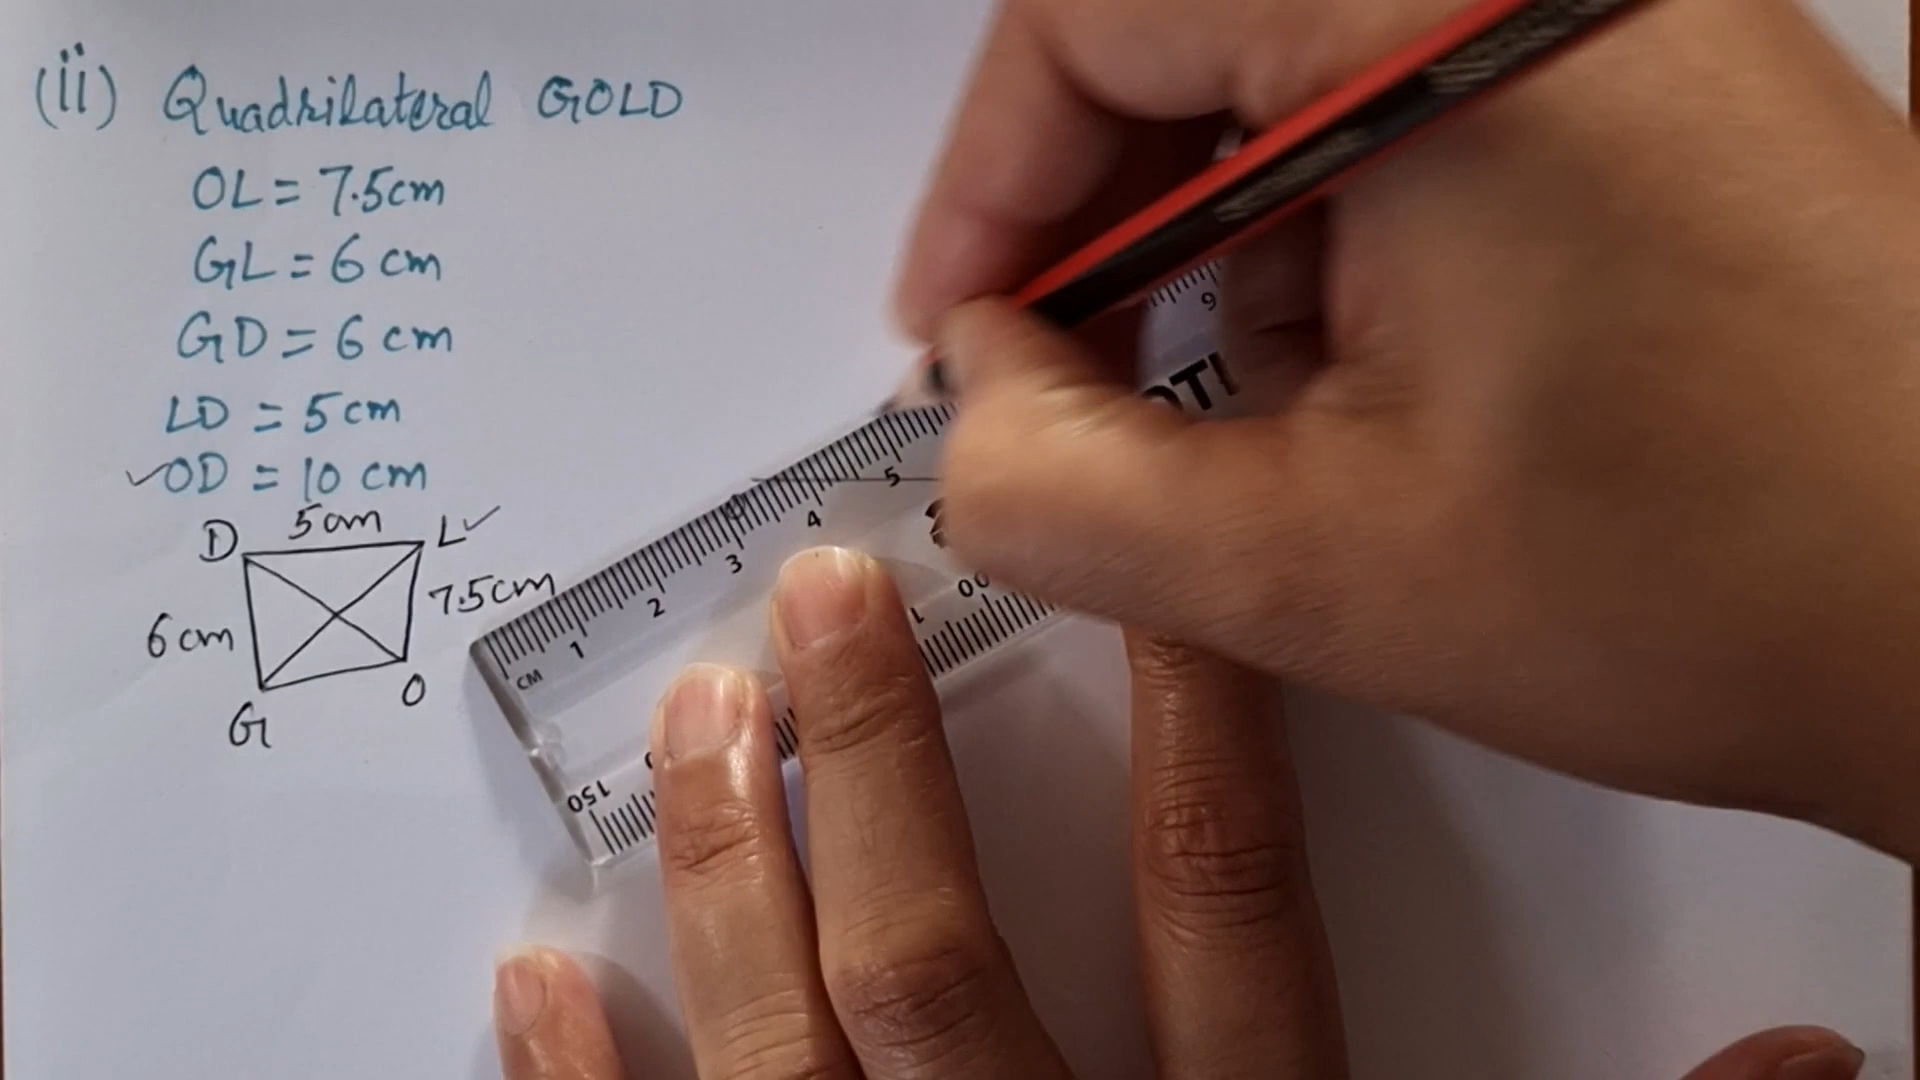 (ii) Quadrilateral GOLD
OL = 7.5cm
GL = 6 cm
GD = 6 cm
LD = 5 cm
✓OD = 10 cm
D 5cm L ✓
6cm 7.5cm
G O
CM 1 2 3 4 5 9
150